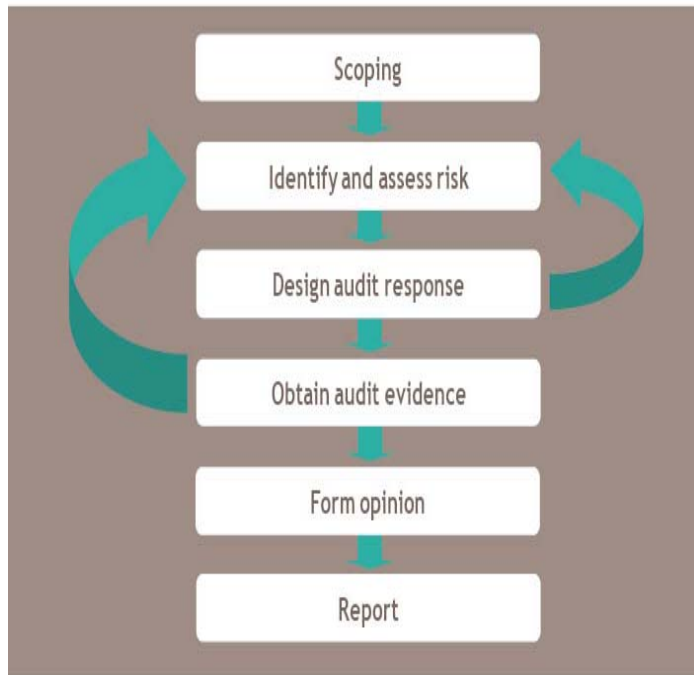 Scoping
Identify and assess risk
Design audit response
Obtain audit evidence
Form opinion
Report